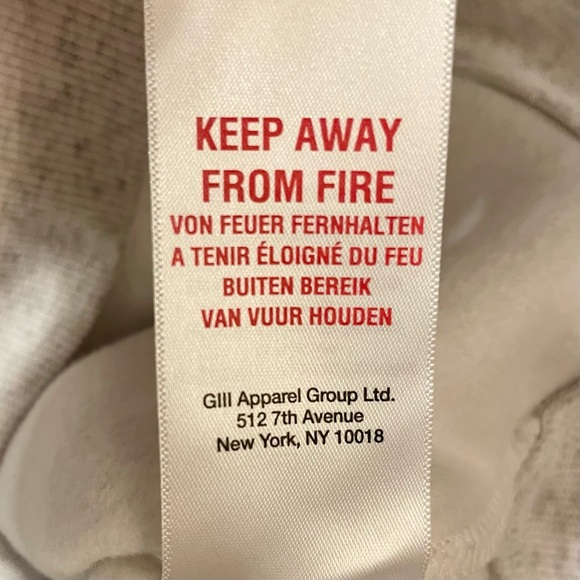 KEEP AWAY
FROM FIRE
VON FEUER FERNHALTEN
A TENIR ÉLOIGNÉ DU FEU
BUITEN BEREIK
VAN VUUR HOUDEN
GIII Apparel Group Ltd.
512 7th Avenue
New York, NY 10018